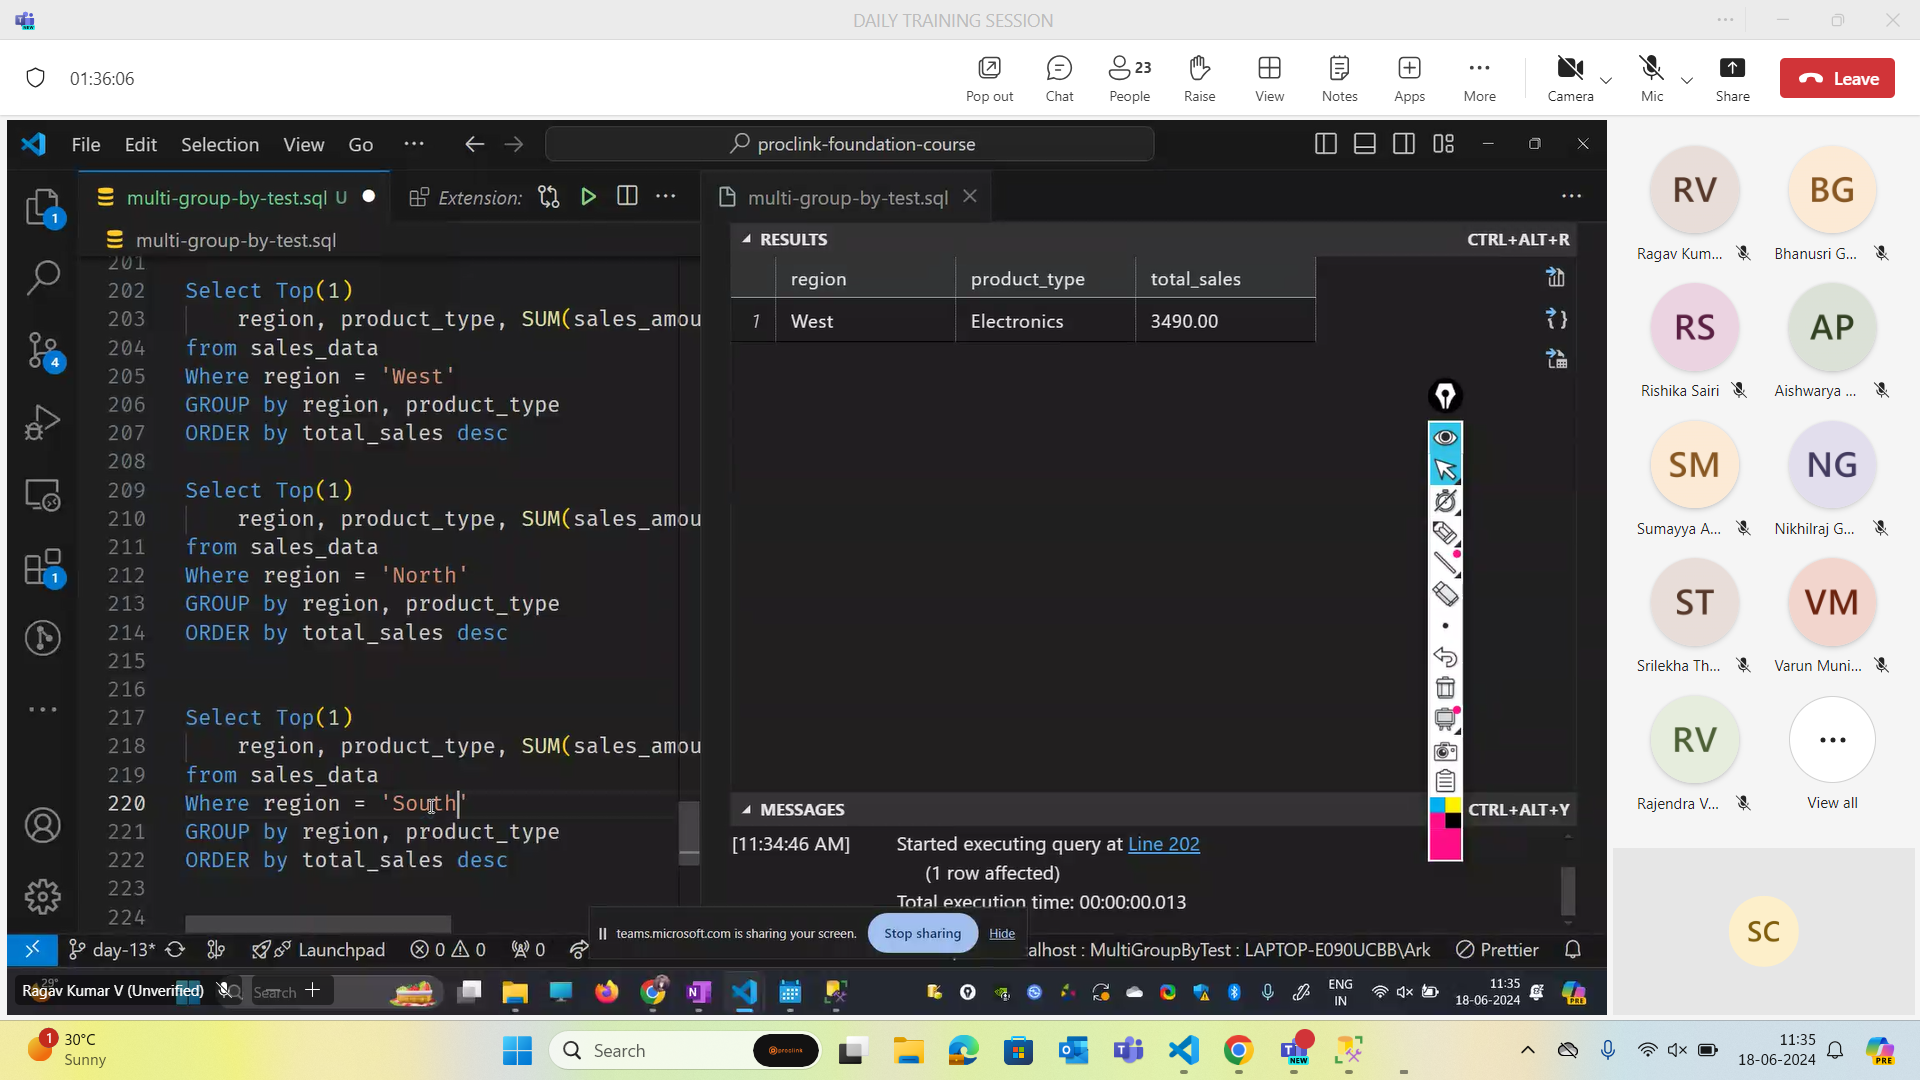 DAILY TRAINING SESSION
01:36:06
Pop out
Chat
23
People
Raise
View
Notes
Apps
More
Camera
Mic
Share
Leave
File Edit Selection View Go
proclink-foundation-course
multi-group-by-test.sql U
Extension:
multi-group-by-test.sql
multi-group-by-test.sql
RESULTS CTRL+ALT+R
region product_type total_sales
1 West Electronics 3490.00
201
202 Select Top(1)
203 region, product_type, SUM(sales_amou
204 from sales_data
205 Where region = 'West'
206 GROUP by region, product_type
207 ORDER by total_sales desc
208
209 Select Top(1)
210 region, product_type, SUM(sales_amou
211 from sales_data
212 Where region = 'North'
213 GROUP by region, product_type
214 ORDER by total_sales desc
215
216
217 Select Top(1)
218 region, product_type, SUM(sales_amou
219 from sales_data
220 Where region = 'South'
221 GROUP by region, product_type
222 ORDER by total_sales desc
223
224
1
4
1
MESSAGES CTRL+ALT+Y
[11:34:46 AM] Started executing query at Line 202
(1 row affected)
Total execution time: 00:00:00.013
teams.microsoft.com is sharing your screen.
Stop sharing
Hide
day-13*
Launchpad
0 0
0
alhost : MultiGroupByTest : LAPTOP-E090UCBB\Ark
Prettier
Ragav Kumar V (Unverified)
Search
ENG
IN
11:35
18-06-2024
PRE
RV
Ragav Kum...
BG
Bhanusri G...
RS
Rishika Sairi
AP
Aishwarya ...
SM
Sumayya A...
NG
Nikhilraj G...
ST
Srilekha Th...
VM
Varun Muni...
RV
Rajendra V...
View all
SC
1
30°C
Sunny
Search
proclink
NEW
11:35
18-06-2024
PRE